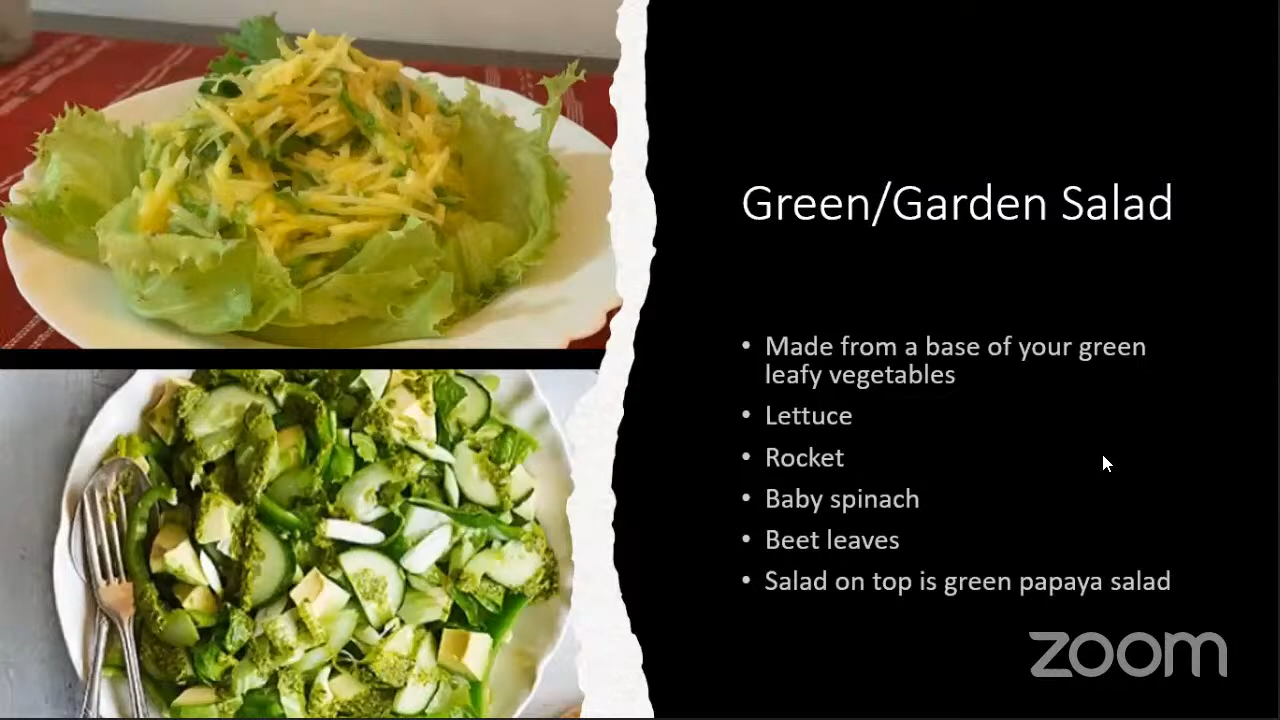 Green/Garden Salad
• Made from a base of your green
leafy vegetables
• Lettuce
• Rocket
• Baby spinach
• Beet leaves
• Salad on top is green papaya salad
zoom